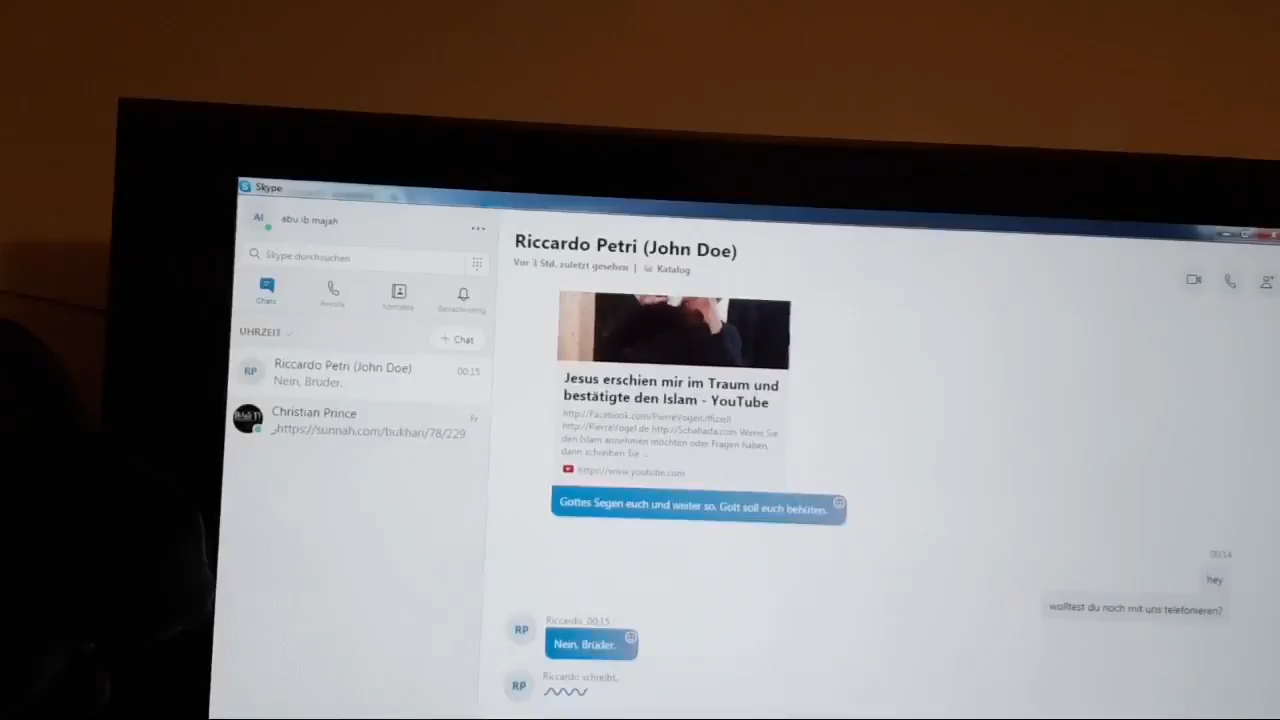 Skype
AI abu ib majah
Skype durchsuchen
Chats Anrufe Kontakte
UHRZEIT
+ Chat
RP Riccardo Petri (John Doe) 00:15
Nein, Brüder.
Christian Prince Fr
https://sunnah.com/bukhari/78/229
Riccardo Petri (John Doe)
Vor 3 Std. zuletzt gesehen | Katalog
Jesus erschien mir im Traum und
bestätigte den Islam - YouTube
http://Facebook.com/PierreVogelOffiziell
http://PierreVogel.de http://Schahada.com Wenn Sie
den Islam annehmen möchten oder Fragen haben,
dann schreiben Sie ...
https://www.youtube.com
Gottes Segen euch und weiter so. Gott soll euch behüten.
00:14
hey
wolltest du noch mit uns telefonieren?
Riccardo, 00:15
RP Nein, Brüder.
Riccardo schreibt..
RP